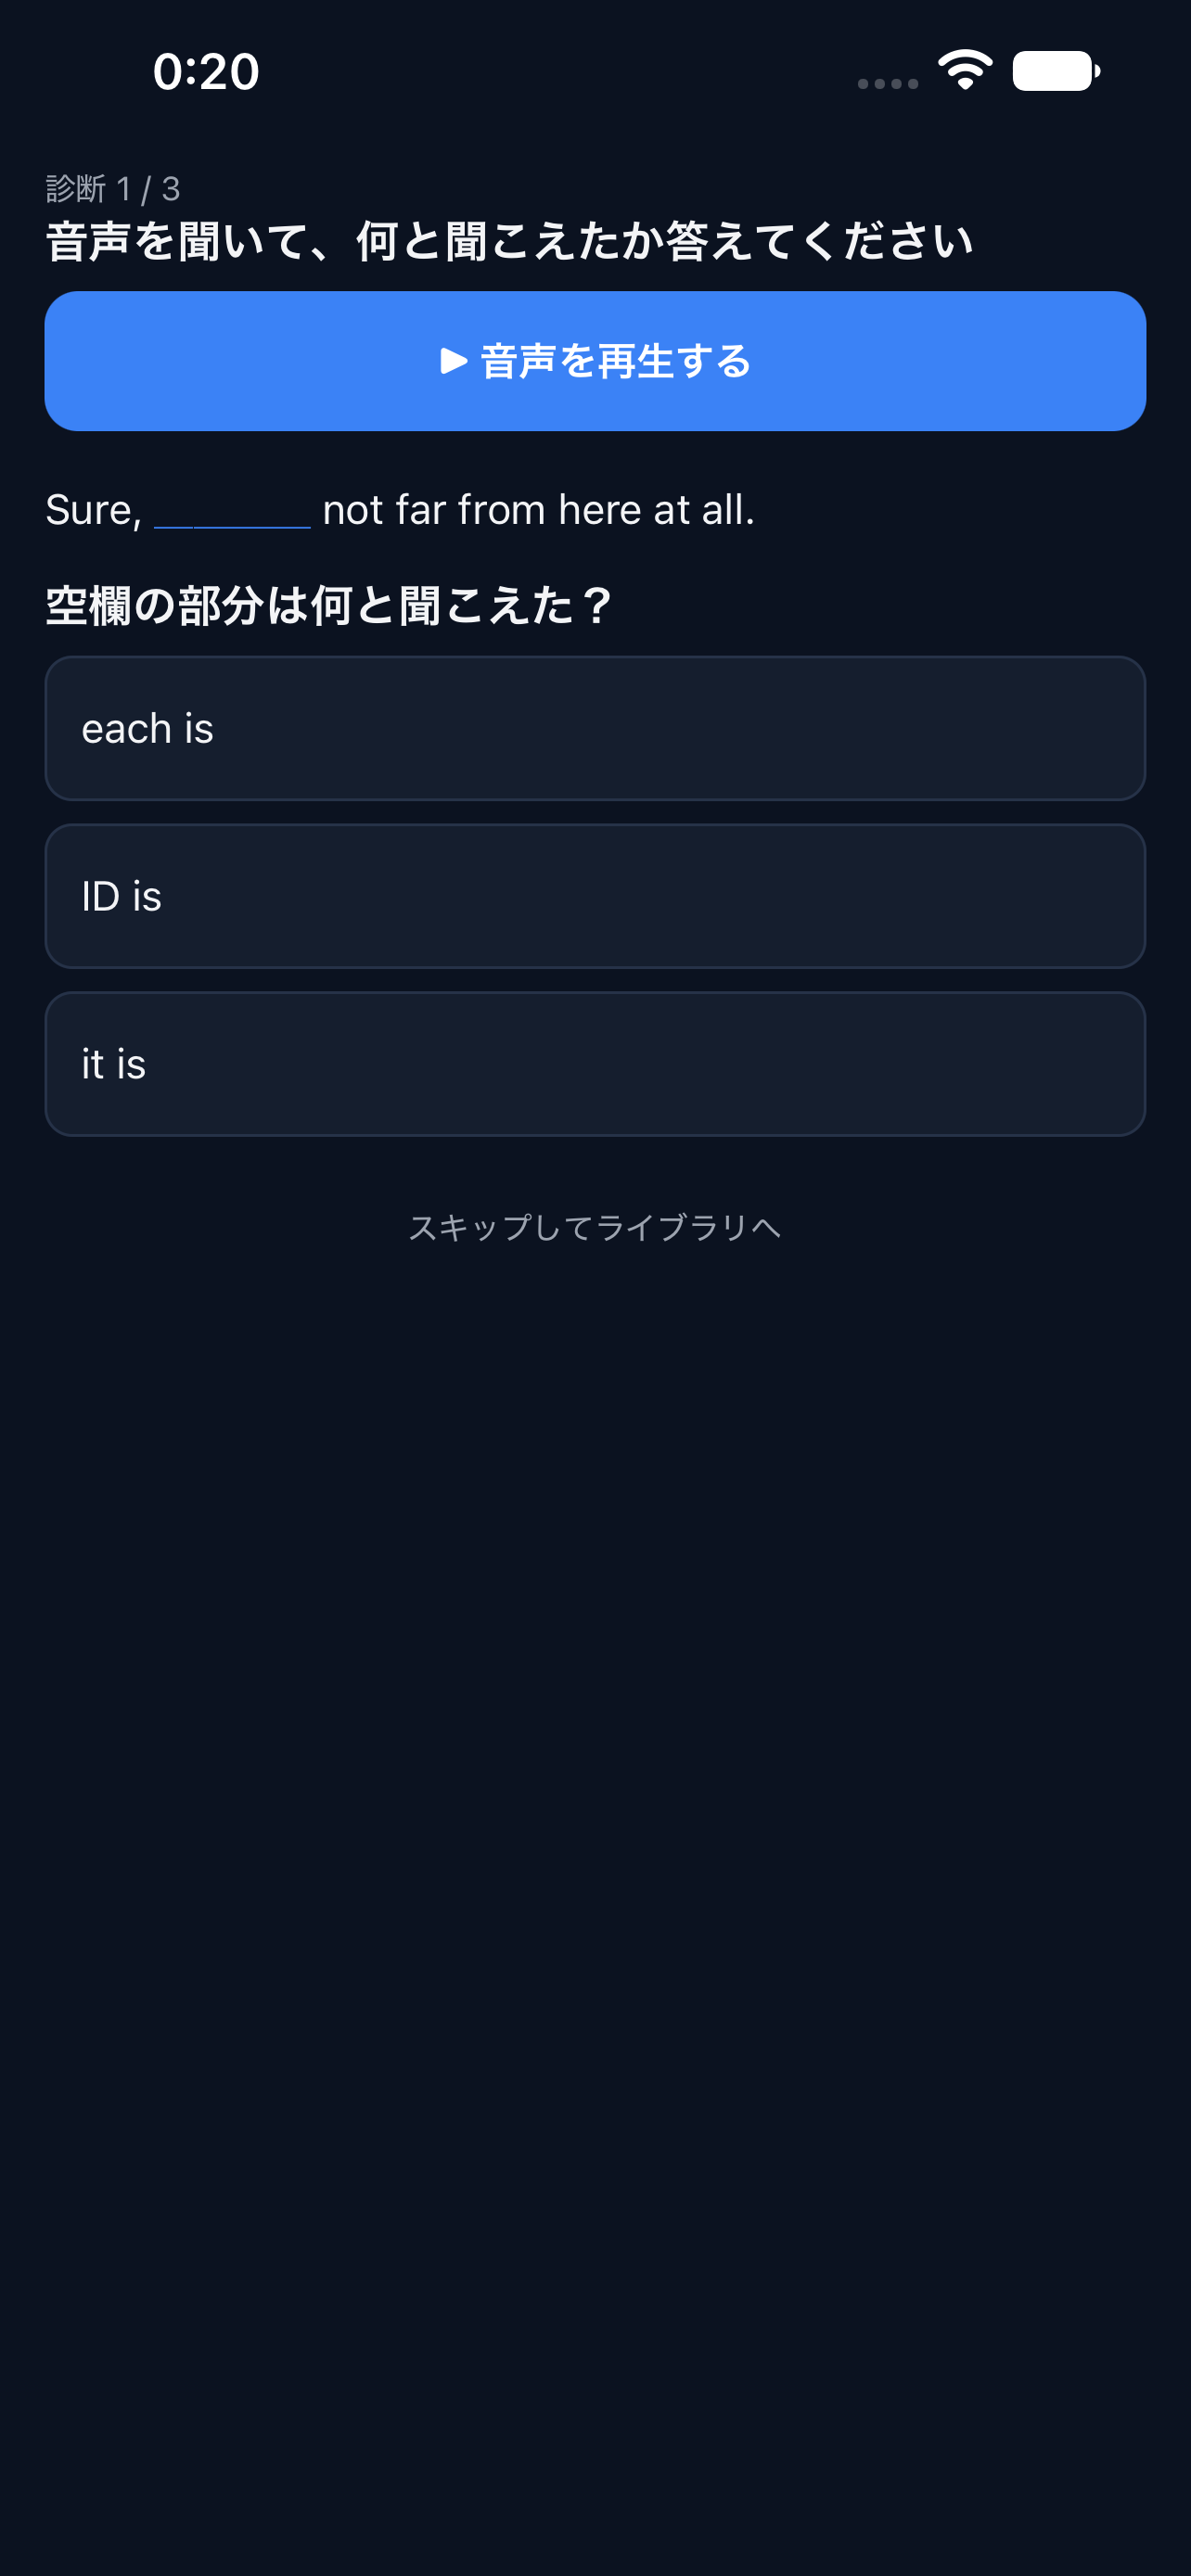 0:20
診断 1 / 3
音声を聞いて、何と聞こえたか答えてください
▶ 音声を再生する
Sure, ________ not far from here at all.
空欄の部分は何と聞こえた？
each is
ID is
it is
スキップしてライブラリへ